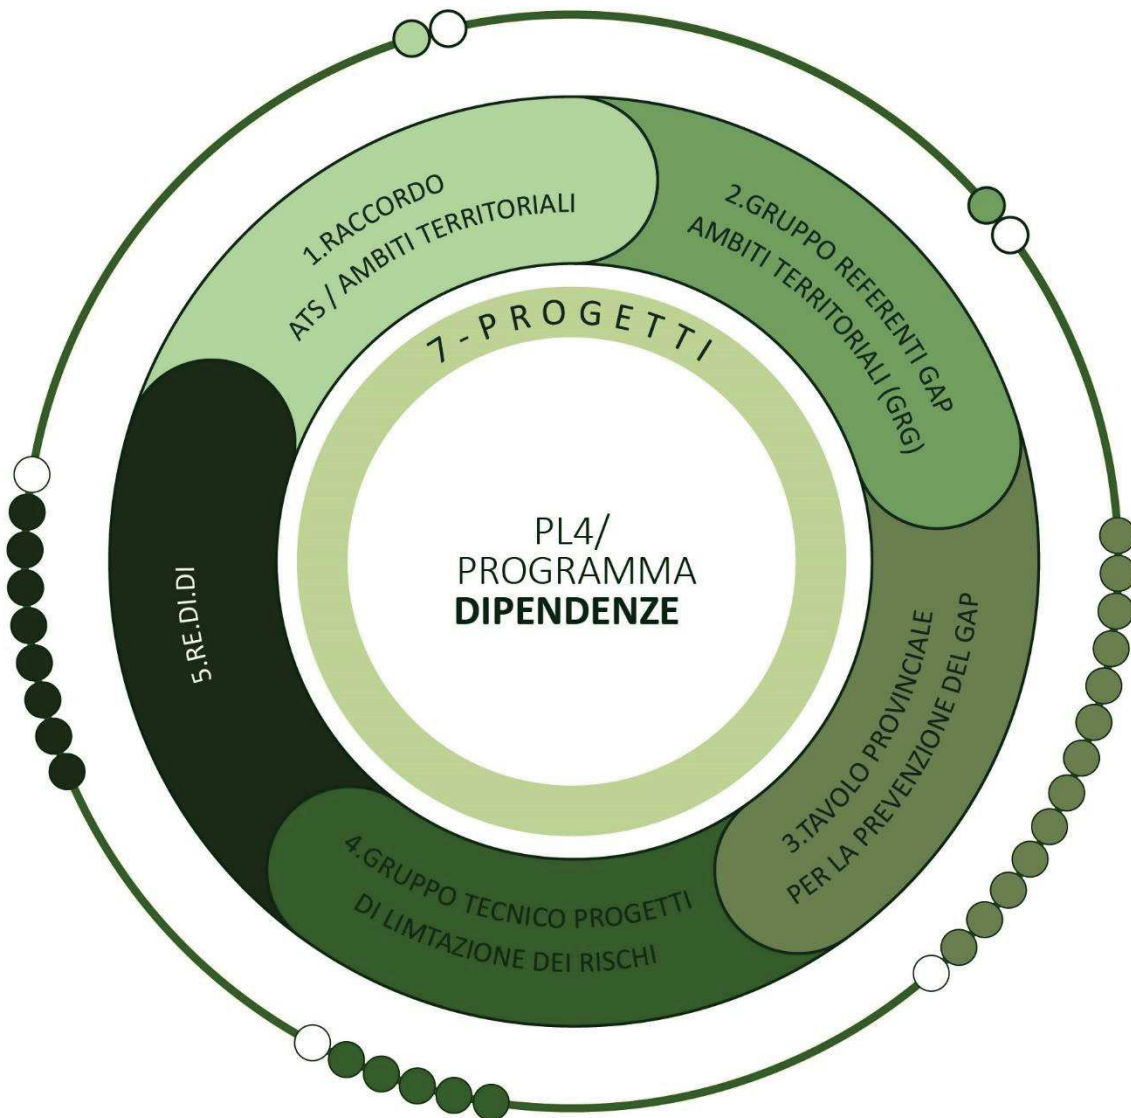 1.RACCORDO
ATS / AMBITI TERRITORIALI
2.GRUPPO REFERENTI GAP
AMBITI TERRITORIALI (GRG)
3.TAVOLO PROVINCIALE
PER LA PREVENZIONE DEL GAP
4.GRUPPO TECNICO PROGETTI
DI LIMTAZIONE DEI RISCHI
5.RE.DI.DI
7-PROGETTI
PL4/
PROGRAMMA
DIPENDENZE